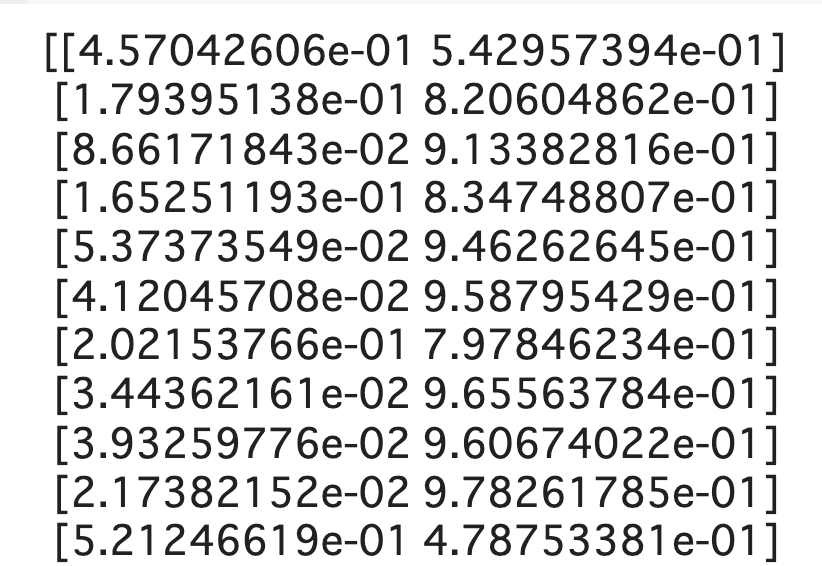 [[4.57042606e-01 5.42957394e-01]
[1.79395138e-01 8.20604862e-01]
[8.66171843e-02 9.13382816e-01]
[1.65251193e-01 8.34748807e-01]
[5.37373549e-02 9.46262645e-01]
[4.12045708e-02 9.58795429e-01]
[2.02153766e-01 7.97846234e-01]
[3.44362161e-02 9.65563784e-01]
[3.93259776e-02 9.60674022e-01]
[2.17382152e-02 9.78261785e-01]
[5.21246619e-01 4.78753381e-01]